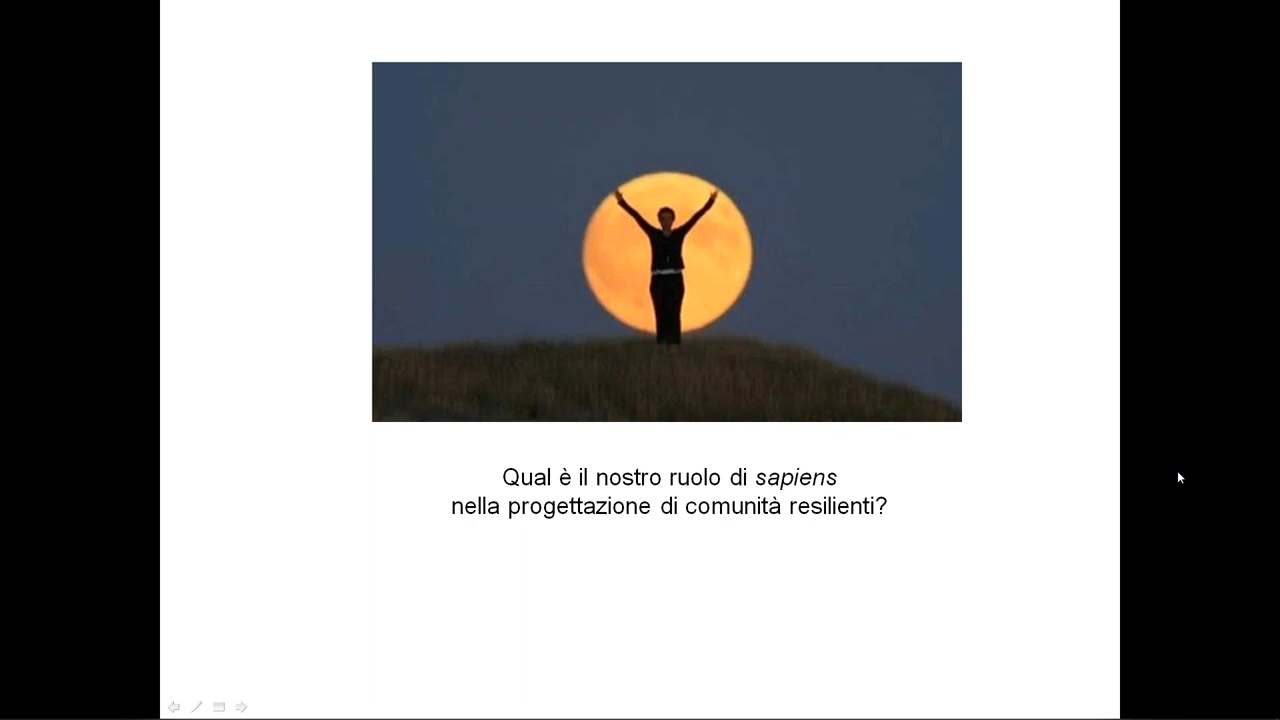 Qual è il nostro ruolo di sapiens
nella progettazione di comunità resilienti?